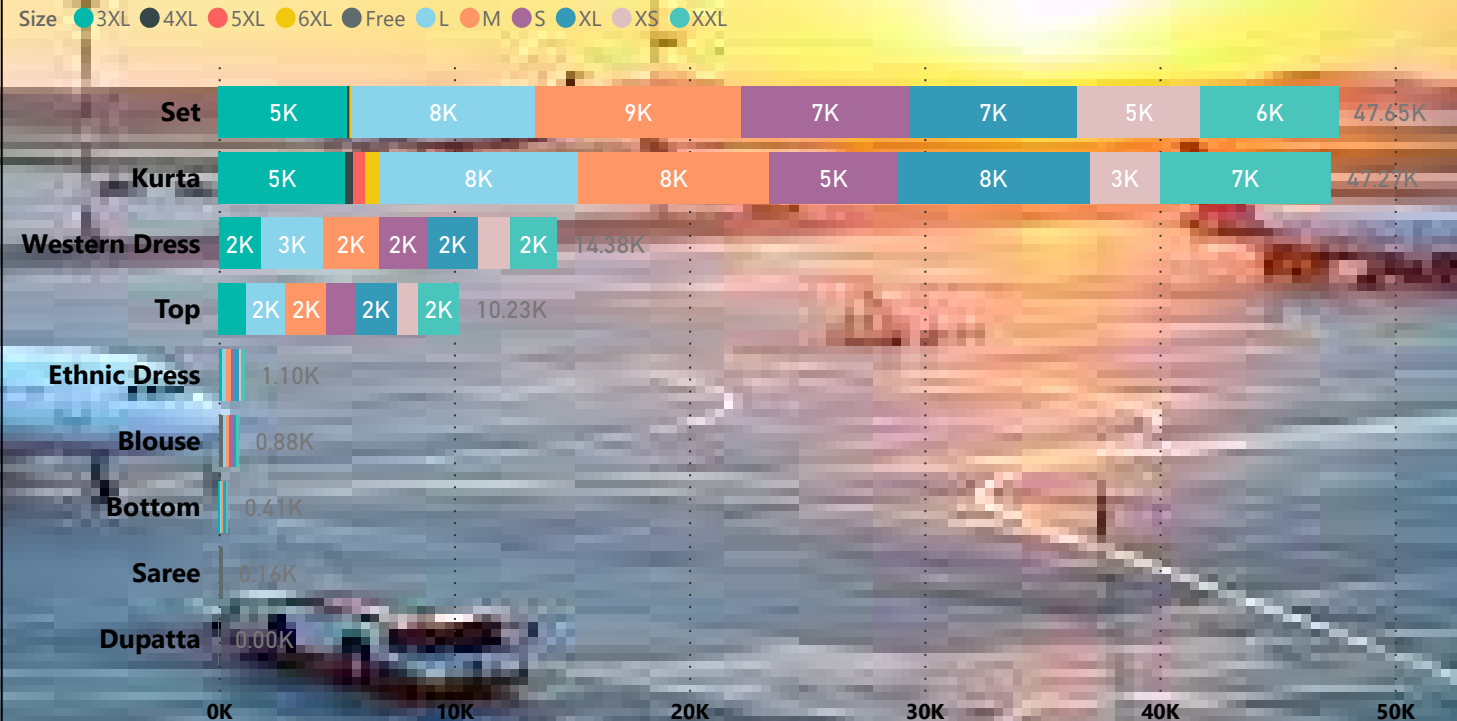 Size 3XL 4XL 5XL 6XL Free L M S XL XS XXL
Set 5K 8K 9K 7K 7K 5K 6K 47.65K
Kurta 5K 8K 8K 5K 8K 3K 7K 47.27K
Western Dress 2K 3K 2K 2K 2K 2K 14.38K
Top 2K 2K 2K 2K 10.23K
Ethnic Dress 1.10K
Blouse 0.88K
Bottom 0.41K
Saree 0.16K
Dupatta 0.00K
0K 10K 20K 30K 40K 50K